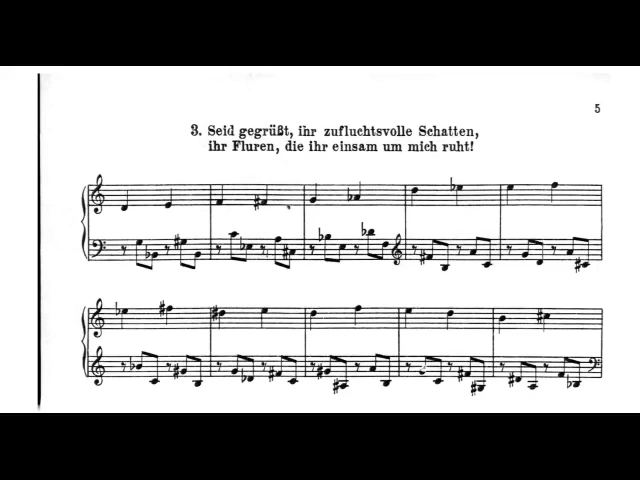 5
3. Seid gegrüßt, ihr zufluchtsvolle Schatten,
ihr Fluren, die ihr einsam um mich ruht!